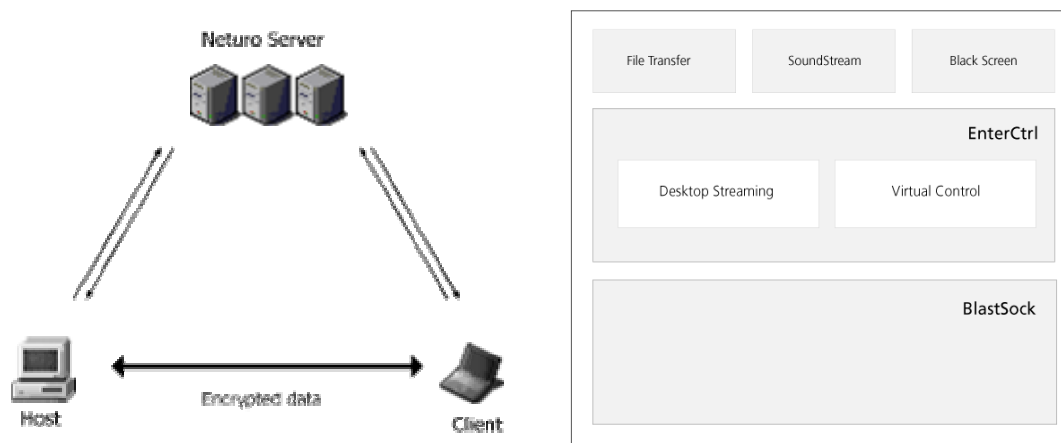 Neturo Server
Host
Encrypted data
Client
File Transfer
SoundStream
Black Screen
EnterCtrl
Desktop Streaming
Virtual Control
BlastSock